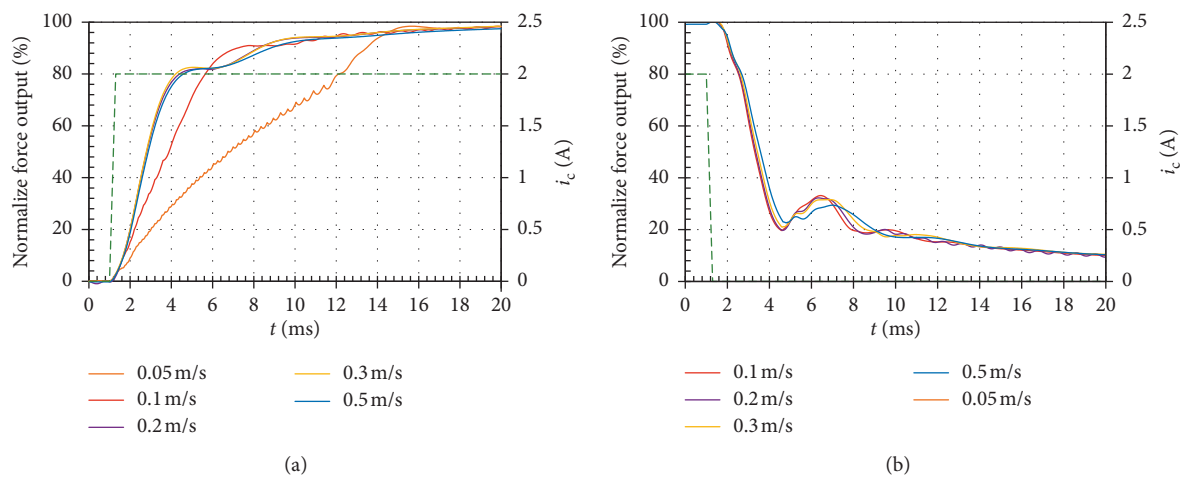 Normalize force output (%)
100
80
60
40
20
0
2.5
2
1.5
1
0.5
0
i_c (A)
0 2 4 6 8 10 12 14 16 18 20
t (ms)
0.05 m/s
0.1 m/s
0.2 m/s
0.3 m/s
0.5 m/s
(a)
Normalize force output (%)
100
80
60
40
20
0
2.5
2
1.5
1
0.5
0
i_c (A)
0 2 4 6 8 10 12 14 16 18 20
t (ms)
0.1 m/s
0.2 m/s
0.3 m/s
0.5 m/s
0.05 m/s
(b)